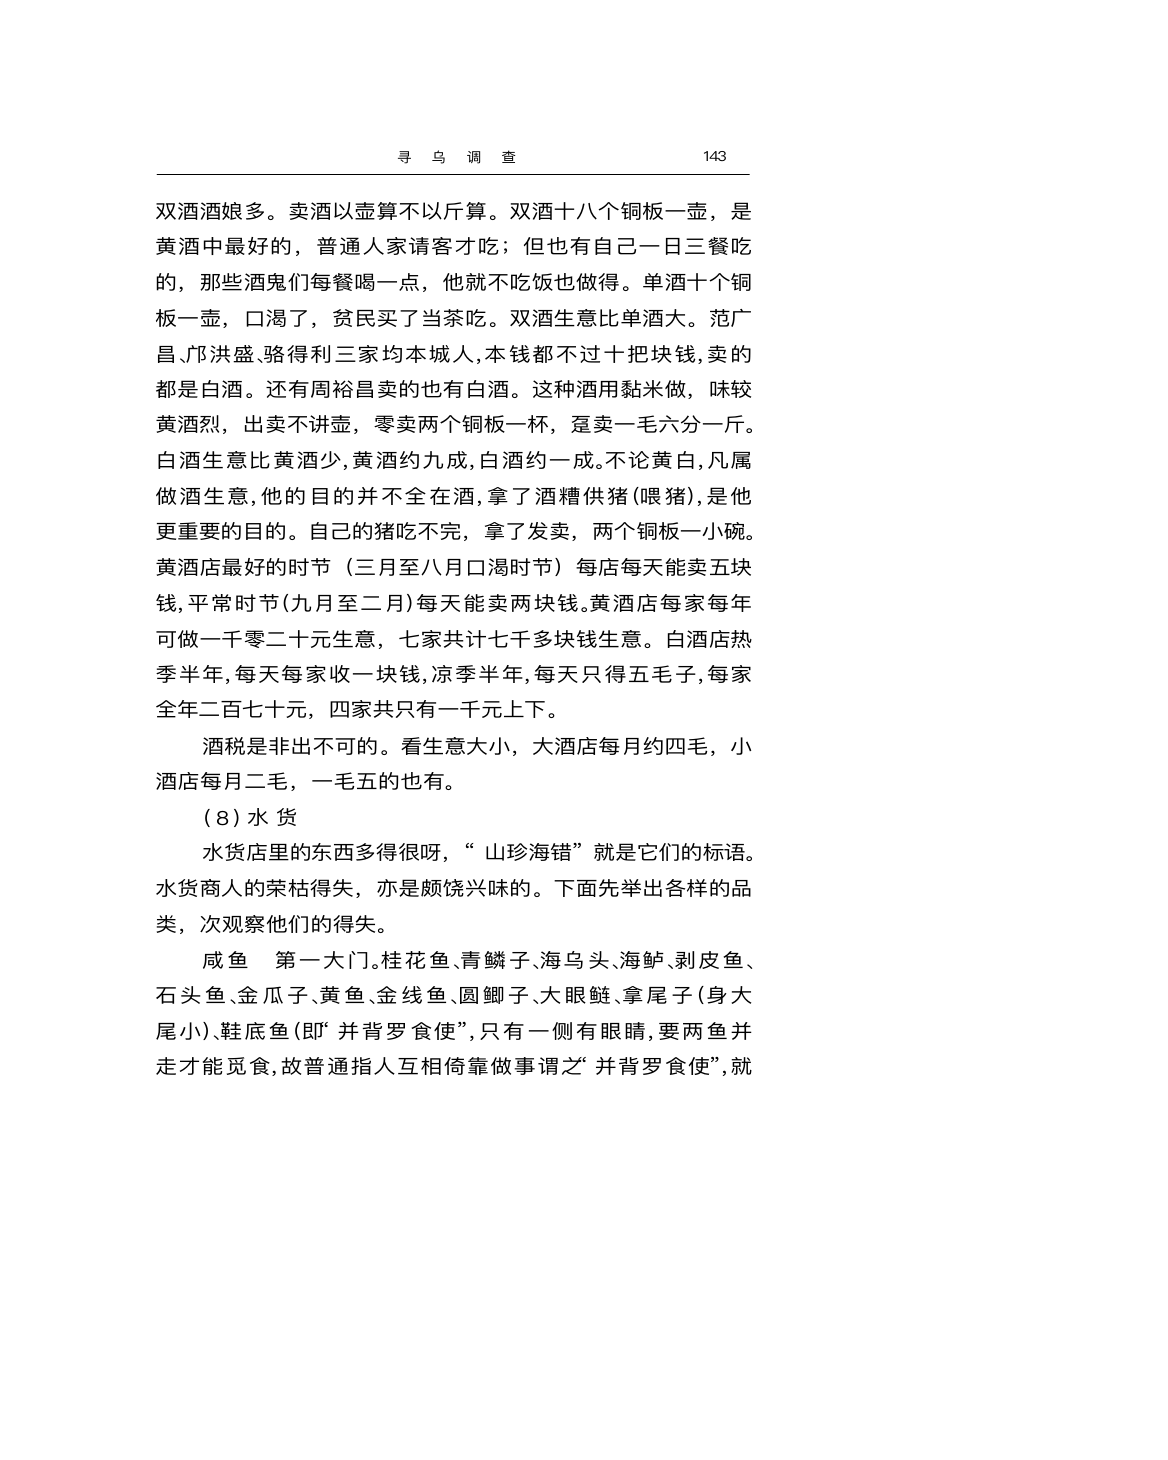 寻乌调查 143
双酒酒娘多。卖酒以壶算不以斤算。双酒十八个铜板一壶，是
黄酒中最好的，普通人家请客才吃；但也有自己一日三餐吃
的，那些酒鬼们每餐喝一点，他就不吃饭也做得。单酒十个铜
板一壶，口渴了，贫民买了当茶吃。双酒生意比单酒大。范广
昌、邝洪盛、骆得利三家均本城人，本钱都不过十把块钱，卖的
都是白酒。还有周裕昌卖的也有白酒。这种酒用黏米做，味较
黄酒烈，出卖不讲壶，零卖两个铜板一杯，趸卖一毛六分一斤。
白酒生意比黄酒少，黄酒约九成，白酒约一成。不论黄白，凡属
做酒生意，他的目的并不全在酒，拿了酒糟供猪（喂猪），是他
更重要的目的。自己的猪吃不完，拿了发卖，两个铜板一小碗。
黄酒店最好的时节（三月至八月口渴时节）每店每天能卖五块
钱，平常时节（九月至二月）每天能卖两块钱。黄酒店每家每年
可做一千零二十元生意，七家共计七千多块钱生意。白酒店热
季半年，每天每家收一块钱，凉季半年，每天只得五毛子，每家
全年二百七十元，四家共只有一千元上下。
酒税是非出不可的。看生意大小，大酒店每月约四毛，小
酒店每月二毛，一毛五的也有。
(8)水货
水货店里的东西多得很呀，“山珍海错”就是它们的标语。
水货商人的荣枯得失，亦是颇饶兴味的。下面先举出各样的品
类，次观察他们的得失。
咸鱼　第一大门。桂花鱼、青鳞子、海乌头、海鲈、剥皮鱼、
石头鱼、金瓜子、黄鱼、金线鱼、圆鲫子、大眼鲢、拿尾子（身大
尾小）、鞋底鱼（即“并背罗食使”，只有一侧有眼睛，要两鱼并
走才能觅食，故普通指人互相倚靠做事谓之“并背罗食使”，就